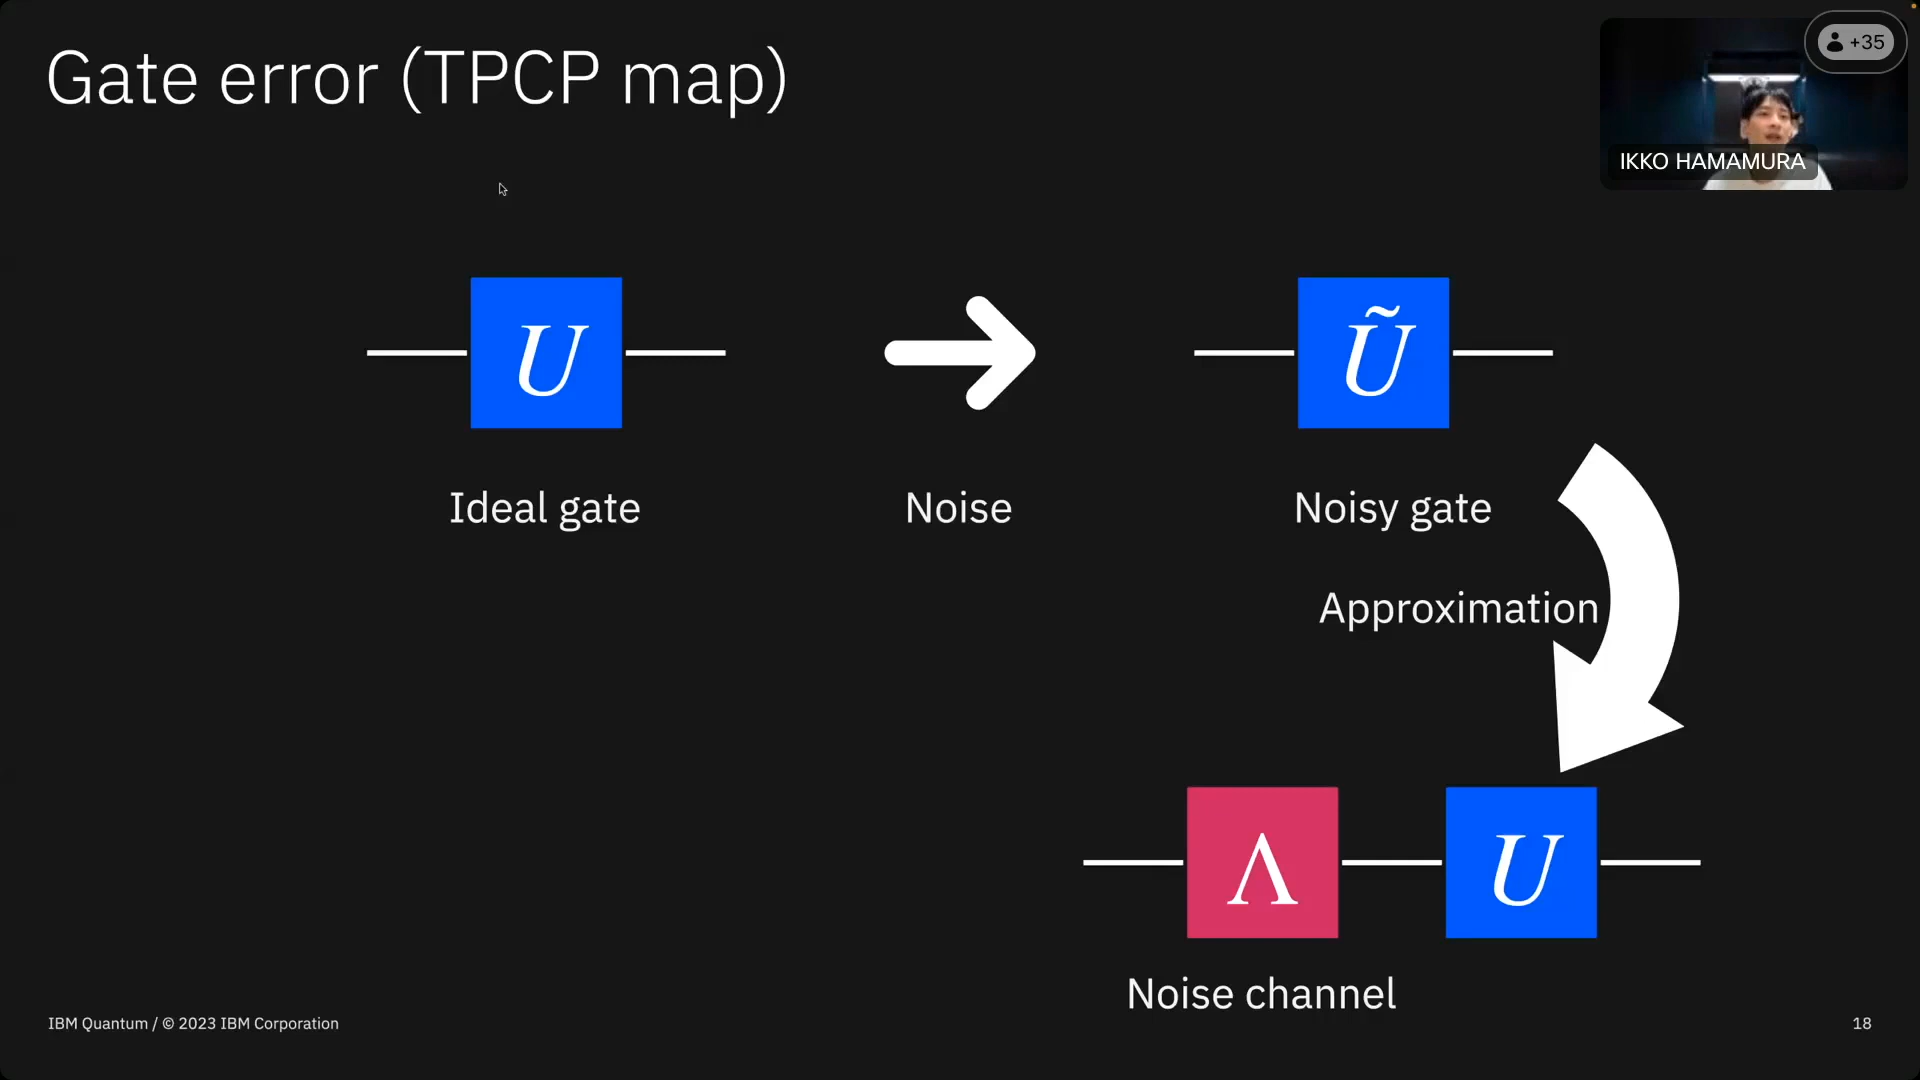 Gate error (TPCP map)
+35
IKKO HAMAMURA
U
Ũ
Ideal gate
Noise
Noisy gate
Approximation
Λ
U
Noise channel
IBM Quantum / © 2023 IBM Corporation
18